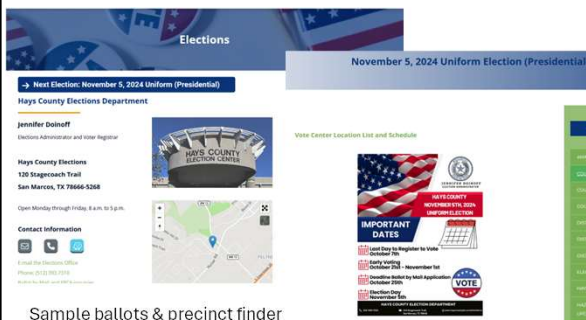 Elections
→ Next Election: November 5, 2024 Uniform (Presidential)
Hays County Elections Department
Jennifer Doinoff
Elections Administrator and Voter Registrar
Hays County Elections
120 Stagecoach Trail
San Marcos, TX 78666-5268
Open Monday through Friday, 8 a.m. to 5 p.m.
Contact Information
E-mail the Elections Office
HAYS COUNTY
ELECTION CENTER
Sample ballots & precinct finder
November 5, 2024 Uniform Election (Presidential
Vote Center Location List and Schedule
JENNIFER DOINOFF
HAYS COUNTY
NOVEMBER 5TH, 2024
UNIFORM ELECTION
IMPORTANT
DATES
Last Day to Register to Vote
October 7th
Early Voting
October 21st - November 1st
Deadline Ballot by Mail Application
October 25th
Election Day
November 5th
VOTE
HAYS COUNTY ELECTIONS DEPARTMENT